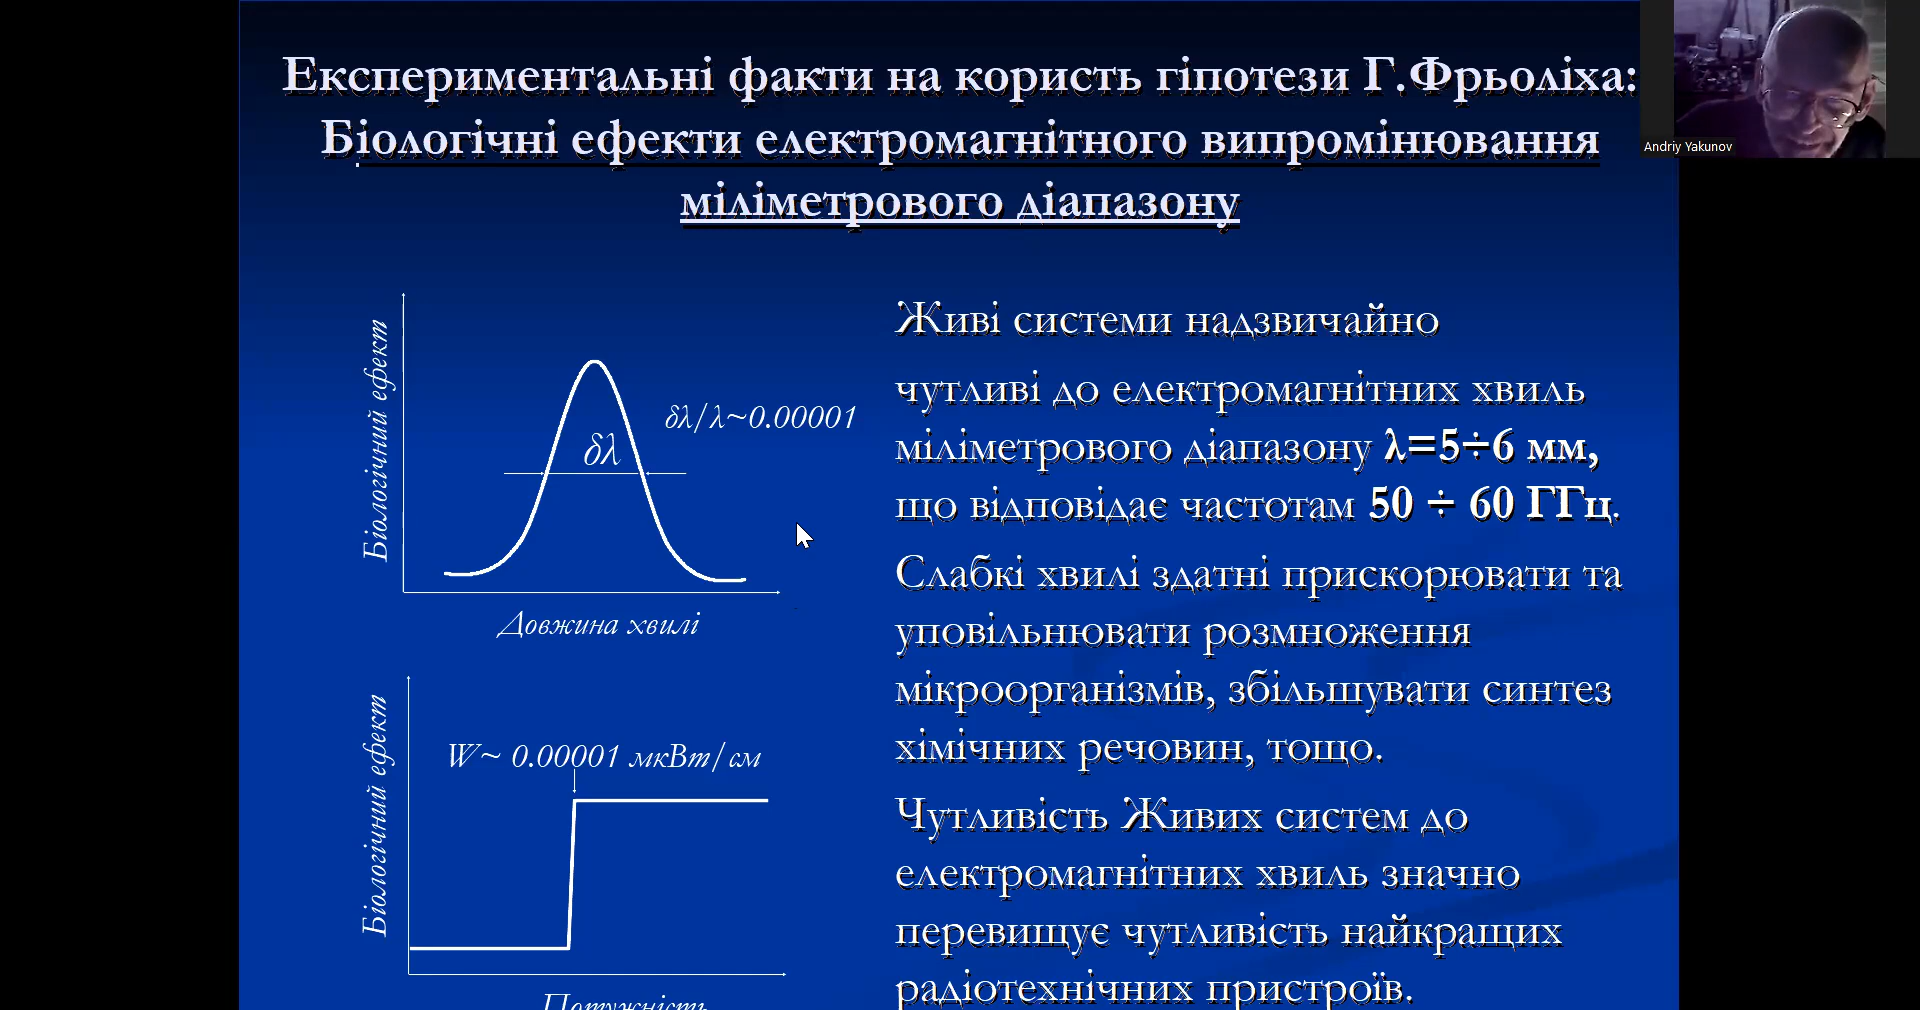 Експериментальні факти на користь гіпотези Г.Фрьоліха:
Біологічні ефекти електромагнітного випромінювання
міліметрового діапазону
Andriy Yakunov
Біологічний ефект
δλ/λ~0.00001
δλ
Довжина хвилі
Біологічний ефект
W~ 0.00001 мкВт/см
Потужність
Живі системи надзвичайно
чутливі до електромагнітних хвиль
міліметрового діапазону λ=5÷6 мм,
що відповідає частотам 50 ÷ 60 ГГц.
Слабкі хвилі здатні прискорювати та
уповільнювати розмноження
мікроорганізмів, збільшувати синтез
хімічних речовин, тощо.
Чутливість Живих систем до
електромагнітних хвиль значно
перевищує чутливість найкращих
радіотехнічних пристроїв.